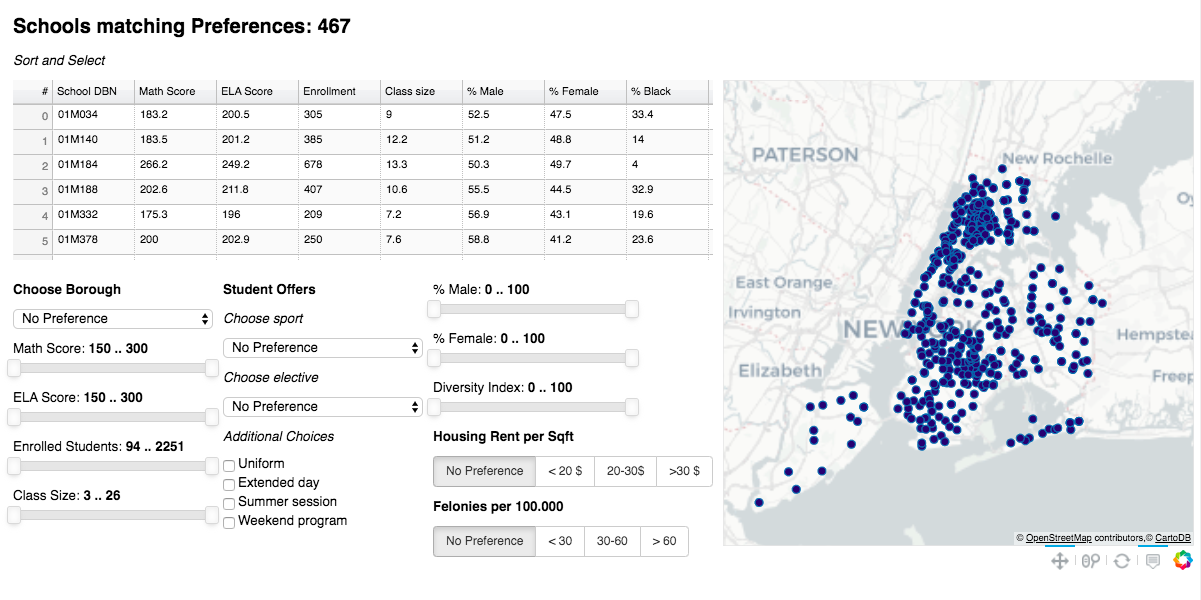 Schools matching Preferences: 467
Sort and Select
# School DBN Math Score ELA Score Enrollment Class size % Male % Female % Black
0 01M034 183.2 200.5 305 9 52.5 47.5 33.4
1 01M140 183.5 201.2 385 12.2 51.2 48.8 14
2 01M184 266.2 249.2 678 13.3 50.3 49.7 4
3 01M188 202.6 211.8 407 10.6 55.5 44.5 32.9
4 01M332 175.3 196 209 7.2 56.9 43.1 19.6
5 01M378 200 202.9 250 7.6 58.8 41.2 23.6
Choose Borough
No Preference
Math Score: 150 .. 300
ELA Score: 150 .. 300
Enrolled Students: 94 .. 2251
Class Size: 3 .. 26
Student Offers
Choose sport
No Preference
Choose elective
No Preference
Additional Choices
Uniform
Extended day
Summer session
Weekend program
% Male: 0 .. 100
% Female: 0 .. 100
Diversity Index: 0 .. 100
Housing Rent per Sqft
No Preference < 20 $ 20-30$ >30 $
Felonies per 100.000
No Preference < 30 30-60 > 60
PATERSON
New Rochelle
East Orange
Irvington
NEW YORK
Hempste
Elizabeth
Freep
© OpenStreetMap contributors,© CartoDB